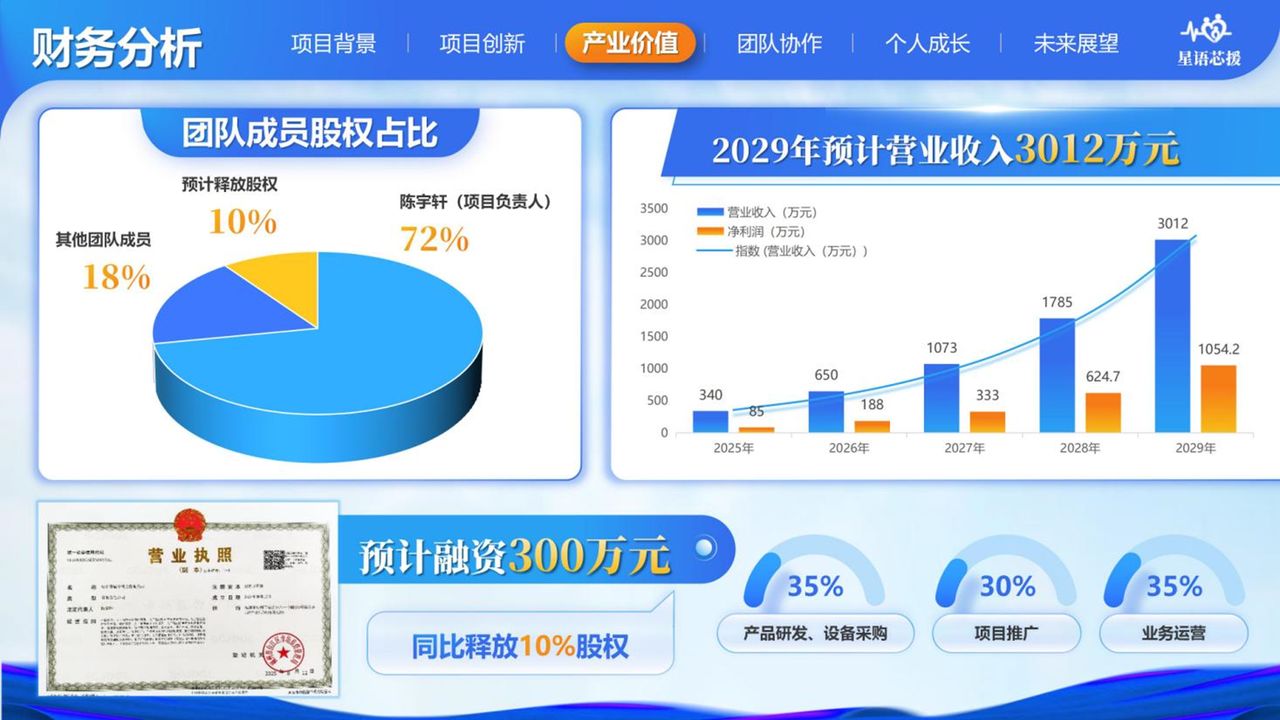 财务分析
项目背景
项目创新
产业价值
团队协作
个人成长
未来展望
星语芯援
团队成员股权占比
预计释放股权
10%
陈宇轩（项目负责人）
72%
其他团队成员
18%
2029年预计营业收入3012万元
营业收入（万元）
净利润（万元）
指数 (营业收入（万元））
3500
3000
2500
2000
1500
1000
500
0
340
85
650
188
1073
333
1785
624.7
3012
1054.2
2025年
2026年
2027年
2028年
2029年
营业执照
（副本）
预计融资300万元
同比释放10%股权
35%
产品研发、设备采购
30%
项目推广
35%
业务运营